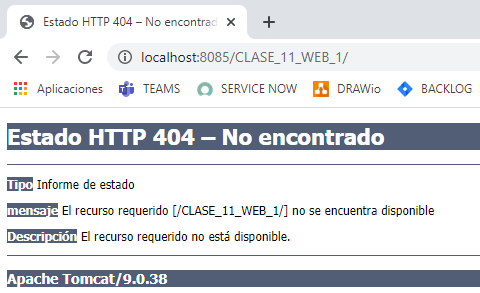 Estado HTTP 404 – No encontrad
localhost:8085/CLASE_11_WEB_1/
Aplicaciones TEAMS SERVICE NOW DRAWio BACKLOG
Estado HTTP 404 – No encontrado
Tipo Informe de estado
mensaje El recurso requerido [/CLASE_11_WEB_1/] no se encuentra disponible
Descripción El recurso requerido no está disponible.
Apache Tomcat/9.0.38